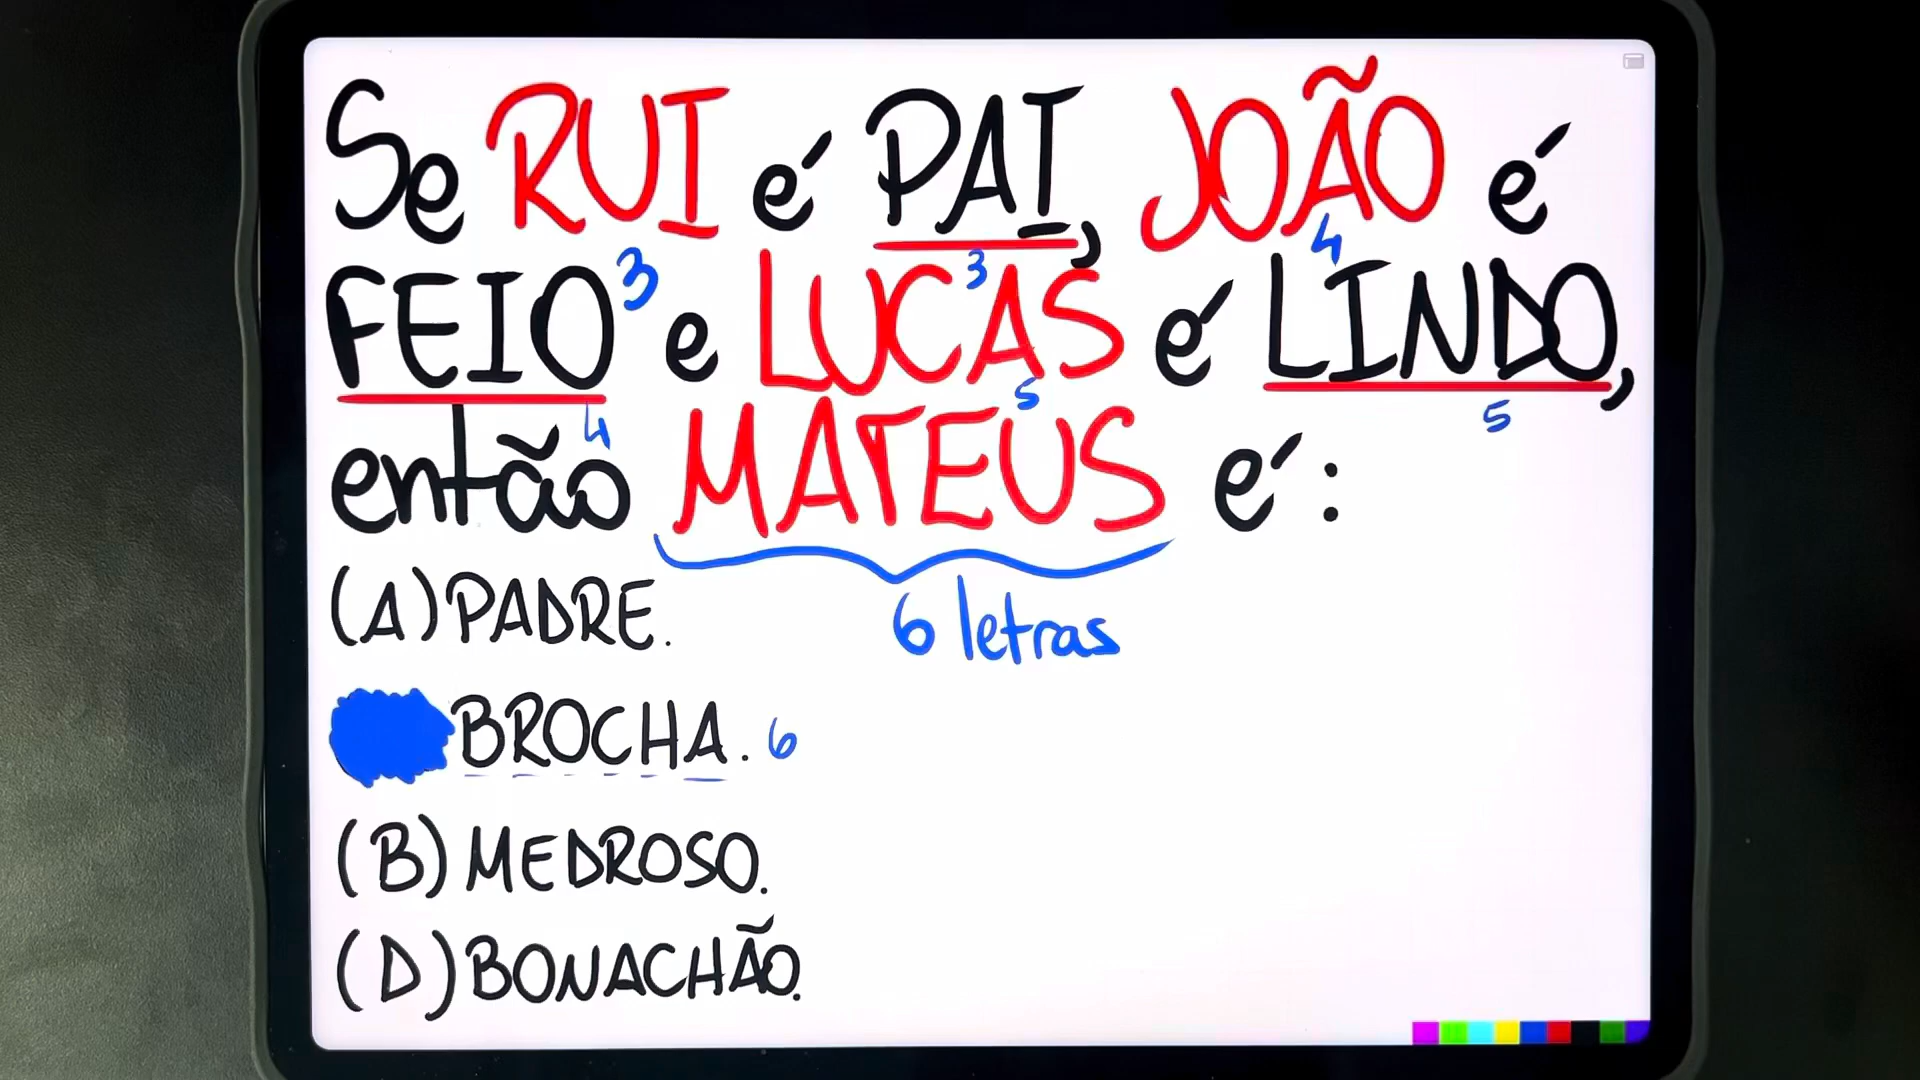 Se RUI é PAI, JOÃO é
3 3 4
FEIO e LUCAS é LINDO,
4 5 5
então MATEUS é:
6 letras
(A) PADRE.
BROCHA. 6
(B) MEDROSO.
(D) BONACHÃO.